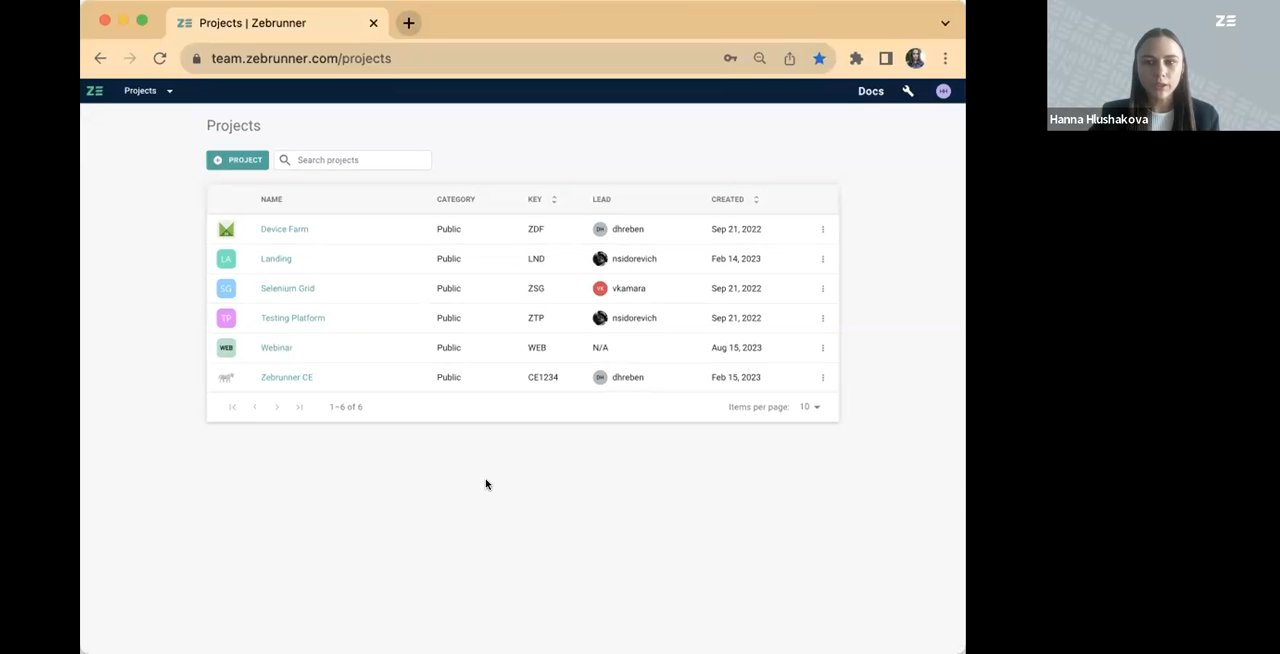 ZE Projects | Zebrunner
team.zebrunner.com/projects
ZE Projects Docs HH
Projects
PROJECT Search projects
NAME CATEGORY KEY LEAD CREATED
Device Farm Public ZDF DH dhreben Sep 21, 2022
LA Landing Public LND nsidorevich Feb 14, 2023
SG Selenium Grid Public ZSG VK vkamara Sep 21, 2022
TP Testing Platform Public ZTP nsidorevich Sep 21, 2022
WEB Webinar Public WEB N/A Aug 15, 2023
Zebrunner CE Public CE1234 DH dhreben Feb 15, 2023
1–6 of 6 Items per page: 10
ZE
Hanna Hlushakova